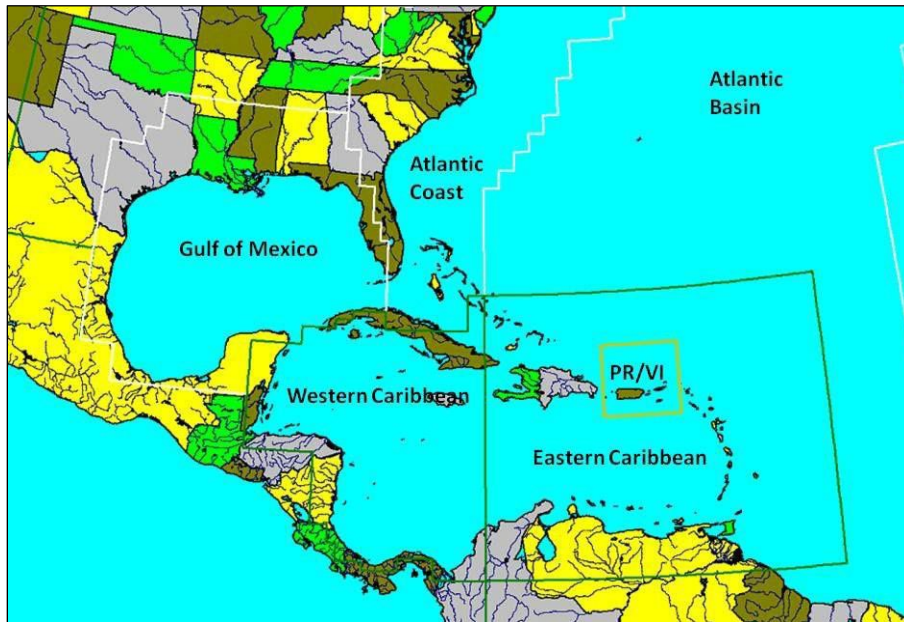 Atlantic
Basin
Atlantic
Coast
Gulf of Mexico
PR/VI
Western Caribbean
Eastern Caribbean